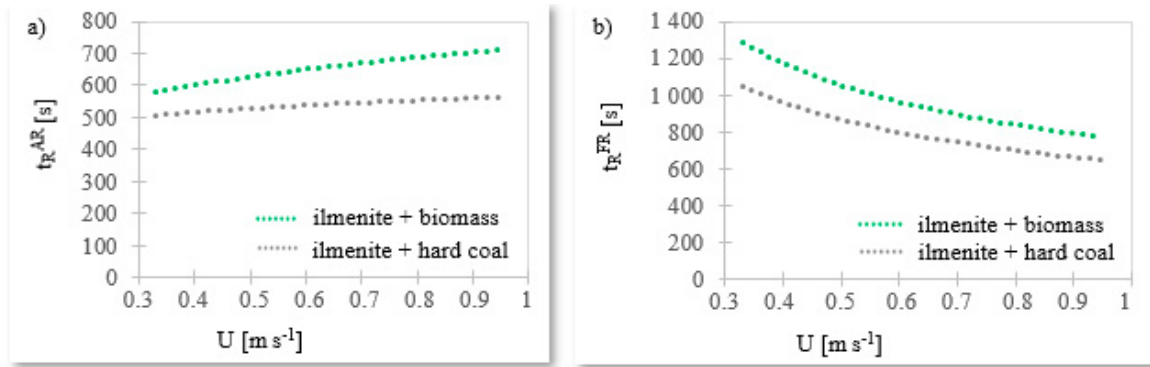 a)
800
700
600
500
400
300
200
100
0
t_R^AR [s]
ilmenite + biomass
ilmenite + hard coal
0.3 0.4 0.5 0.6 0.7 0.8 0.9 1
U [m s⁻¹]
b)
1 400
1 200
1 000
800
600
400
200
0
t_R^FR [s]
ilmenite + biomass
ilmenite + hard coal
0.3 0.4 0.5 0.6 0.7 0.8 0.9 1
U [m s⁻¹]